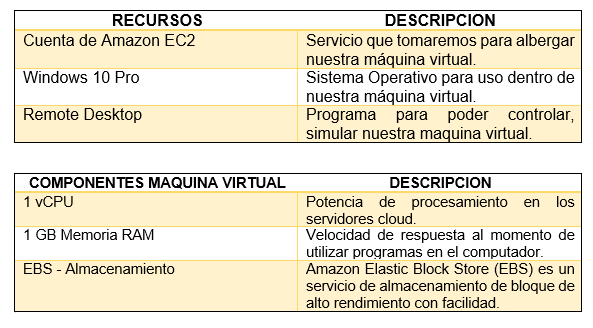 RECURSOS DESCRIPCION
Cuenta de Amazon EC2 Servicio que tomaremos para albergar
nuestra máquina virtual.
Windows 10 Pro Sistema Operativo para uso dentro de
nuestra máquina virtual.
Remote Desktop Programa para poder controlar,
simular nuestra maquina virtual.
COMPONENTES MAQUINA VIRTUAL DESCRIPCION
1 vCPU Potencia de procesamiento en los
servidores cloud.
1 GB Memoria RAM Velocidad de respuesta al momento de
utilizar programas en el computador.
EBS - Almacenamiento Amazon Elastic Block Store (EBS) es un
servicio de almacenamiento de bloque de
alto rendimiento con facilidad.